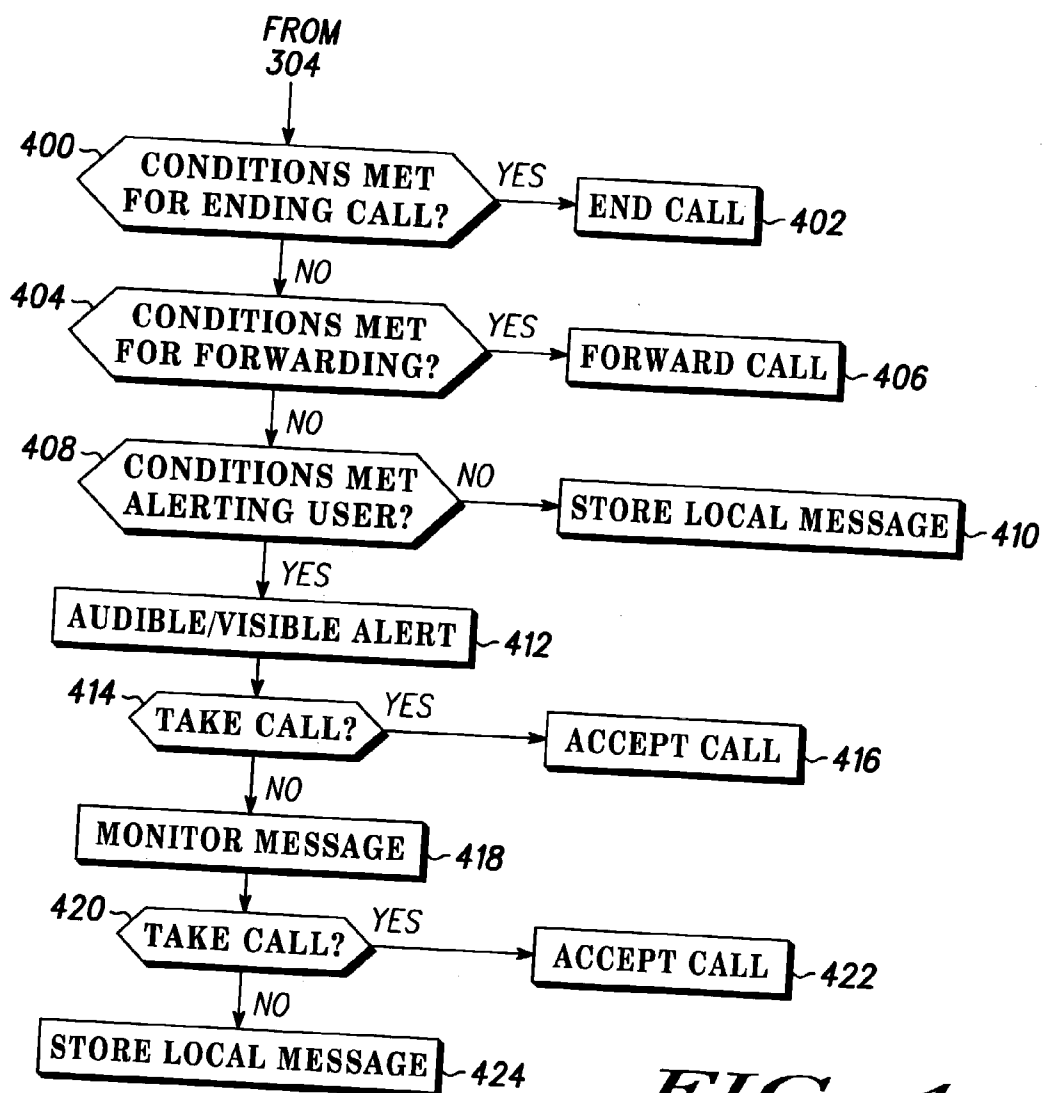 FROM
304
400
CONDITIONS MET
FOR ENDING CALL?
YES
END CALL
402
NO
404
CONDITIONS MET
FOR FORWARDING?
YES
FORWARD CALL
406
NO
408
CONDITIONS MET
ALERTING USER?
NO
STORE LOCAL MESSAGE
410
YES
AUDIBLE/VISIBLE ALERT
412
414
TAKE CALL?
YES
ACCEPT CALL
416
NO
MONITOR MESSAGE
418
420
TAKE CALL?
YES
ACCEPT CALL
422
NO
STORE LOCAL MESSAGE
424
FIG.